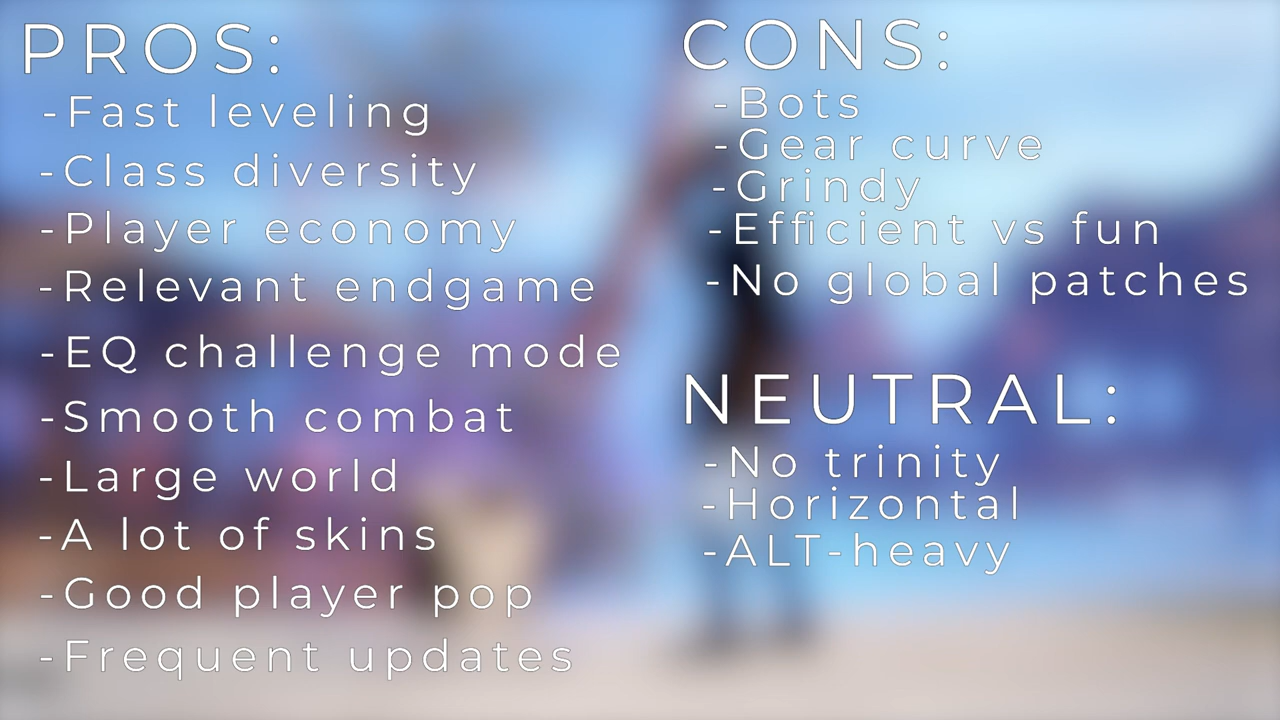 PROS:
-Fast leveling
-Class diversity
-Player economy
-Relevant endgame
-EQ challenge mode
-Smooth combat
-Large world
-A lot of skins
-Good player pop
-Frequent updates
CONS:
-Bots
-Gear curve
-Grindy
-Efficient vs fun
-No global patches
NEUTRAL:
-No trinity
-Horizontal
-ALT-heavy